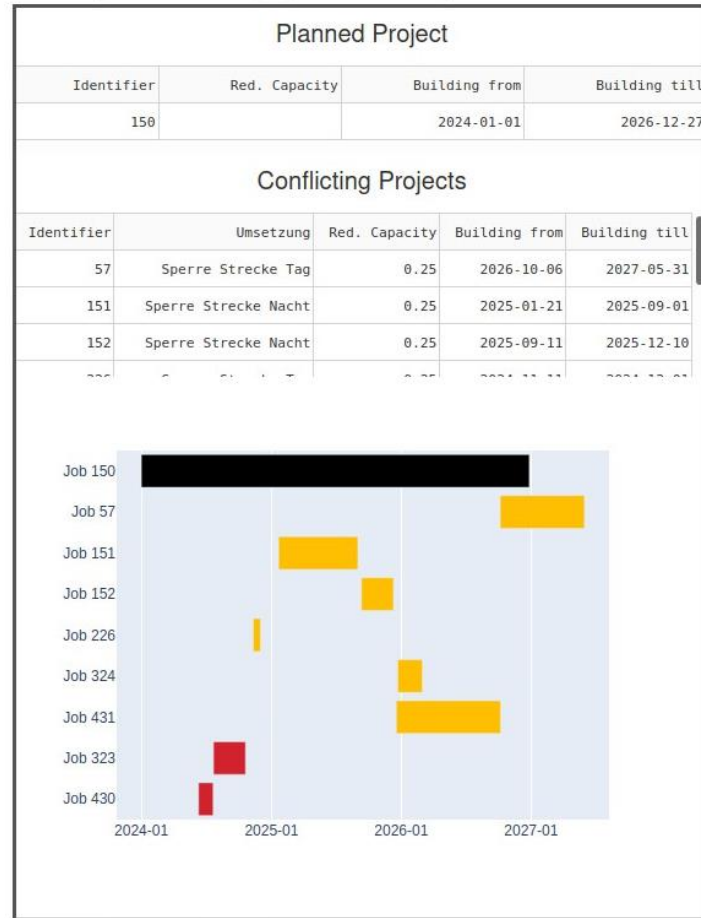 Planned Project
Identifier Red. Capacity Building from Building till
150 2024-01-01 2026-12-27
Conflicting Projects
Identifier Umsetzung Red. Capacity Building from Building till
57 Sperre Strecke Tag 0.25 2026-10-06 2027-05-31
151 Sperre Strecke Nacht 0.25 2025-01-21 2025-09-01
152 Sperre Strecke Nacht 0.25 2025-09-11 2025-12-10
Job 150
Job 57
Job 151
Job 152
Job 226
Job 324
Job 431
Job 323
Job 430
2024-01 2025-01 2026-01 2027-01